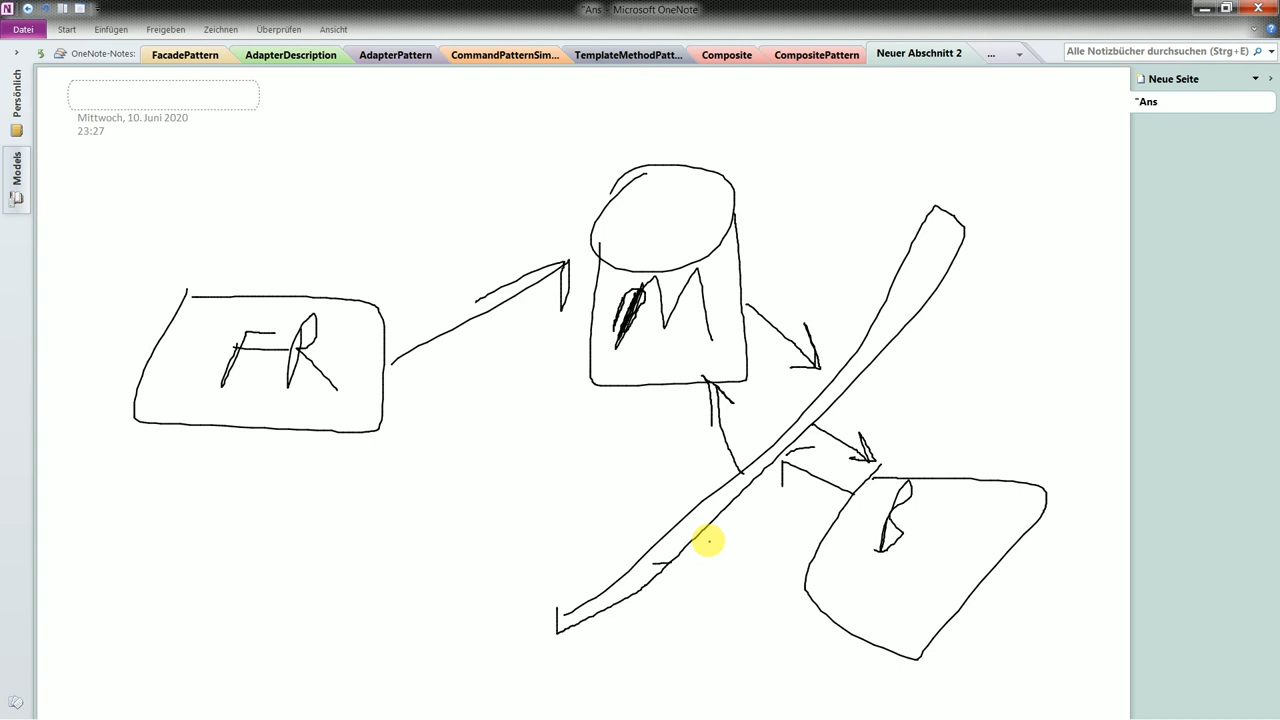 "Ans - Microsoft OneNote
Datei Start Einfügen Freigeben Zeichnen Überprüfen Ansicht
OneNote-Notes: FacadePattern AdapterDescription AdapterPattern CommandPatternSim... TemplateMethodPatt... Composite CompositePattern Neuer Abschnitt 2 ... Alle Notizbücher durchsuchen (Strg+E)
Neue Seite
"Ans
Persönlich
Models
Mittwoch, 10. Juni 2020
23:27
FR
M
B